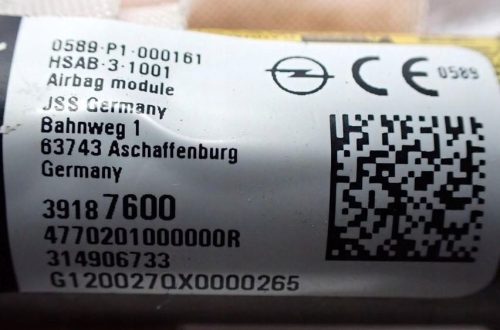 0589·P1·000161
HSAB·3·1001
Airbag module
JSS Germany
Bahnweg 1
63743 Aschaffenburg
Germany
CE 0589
39187600
4770201000000R
314906733
G120027QX0000265